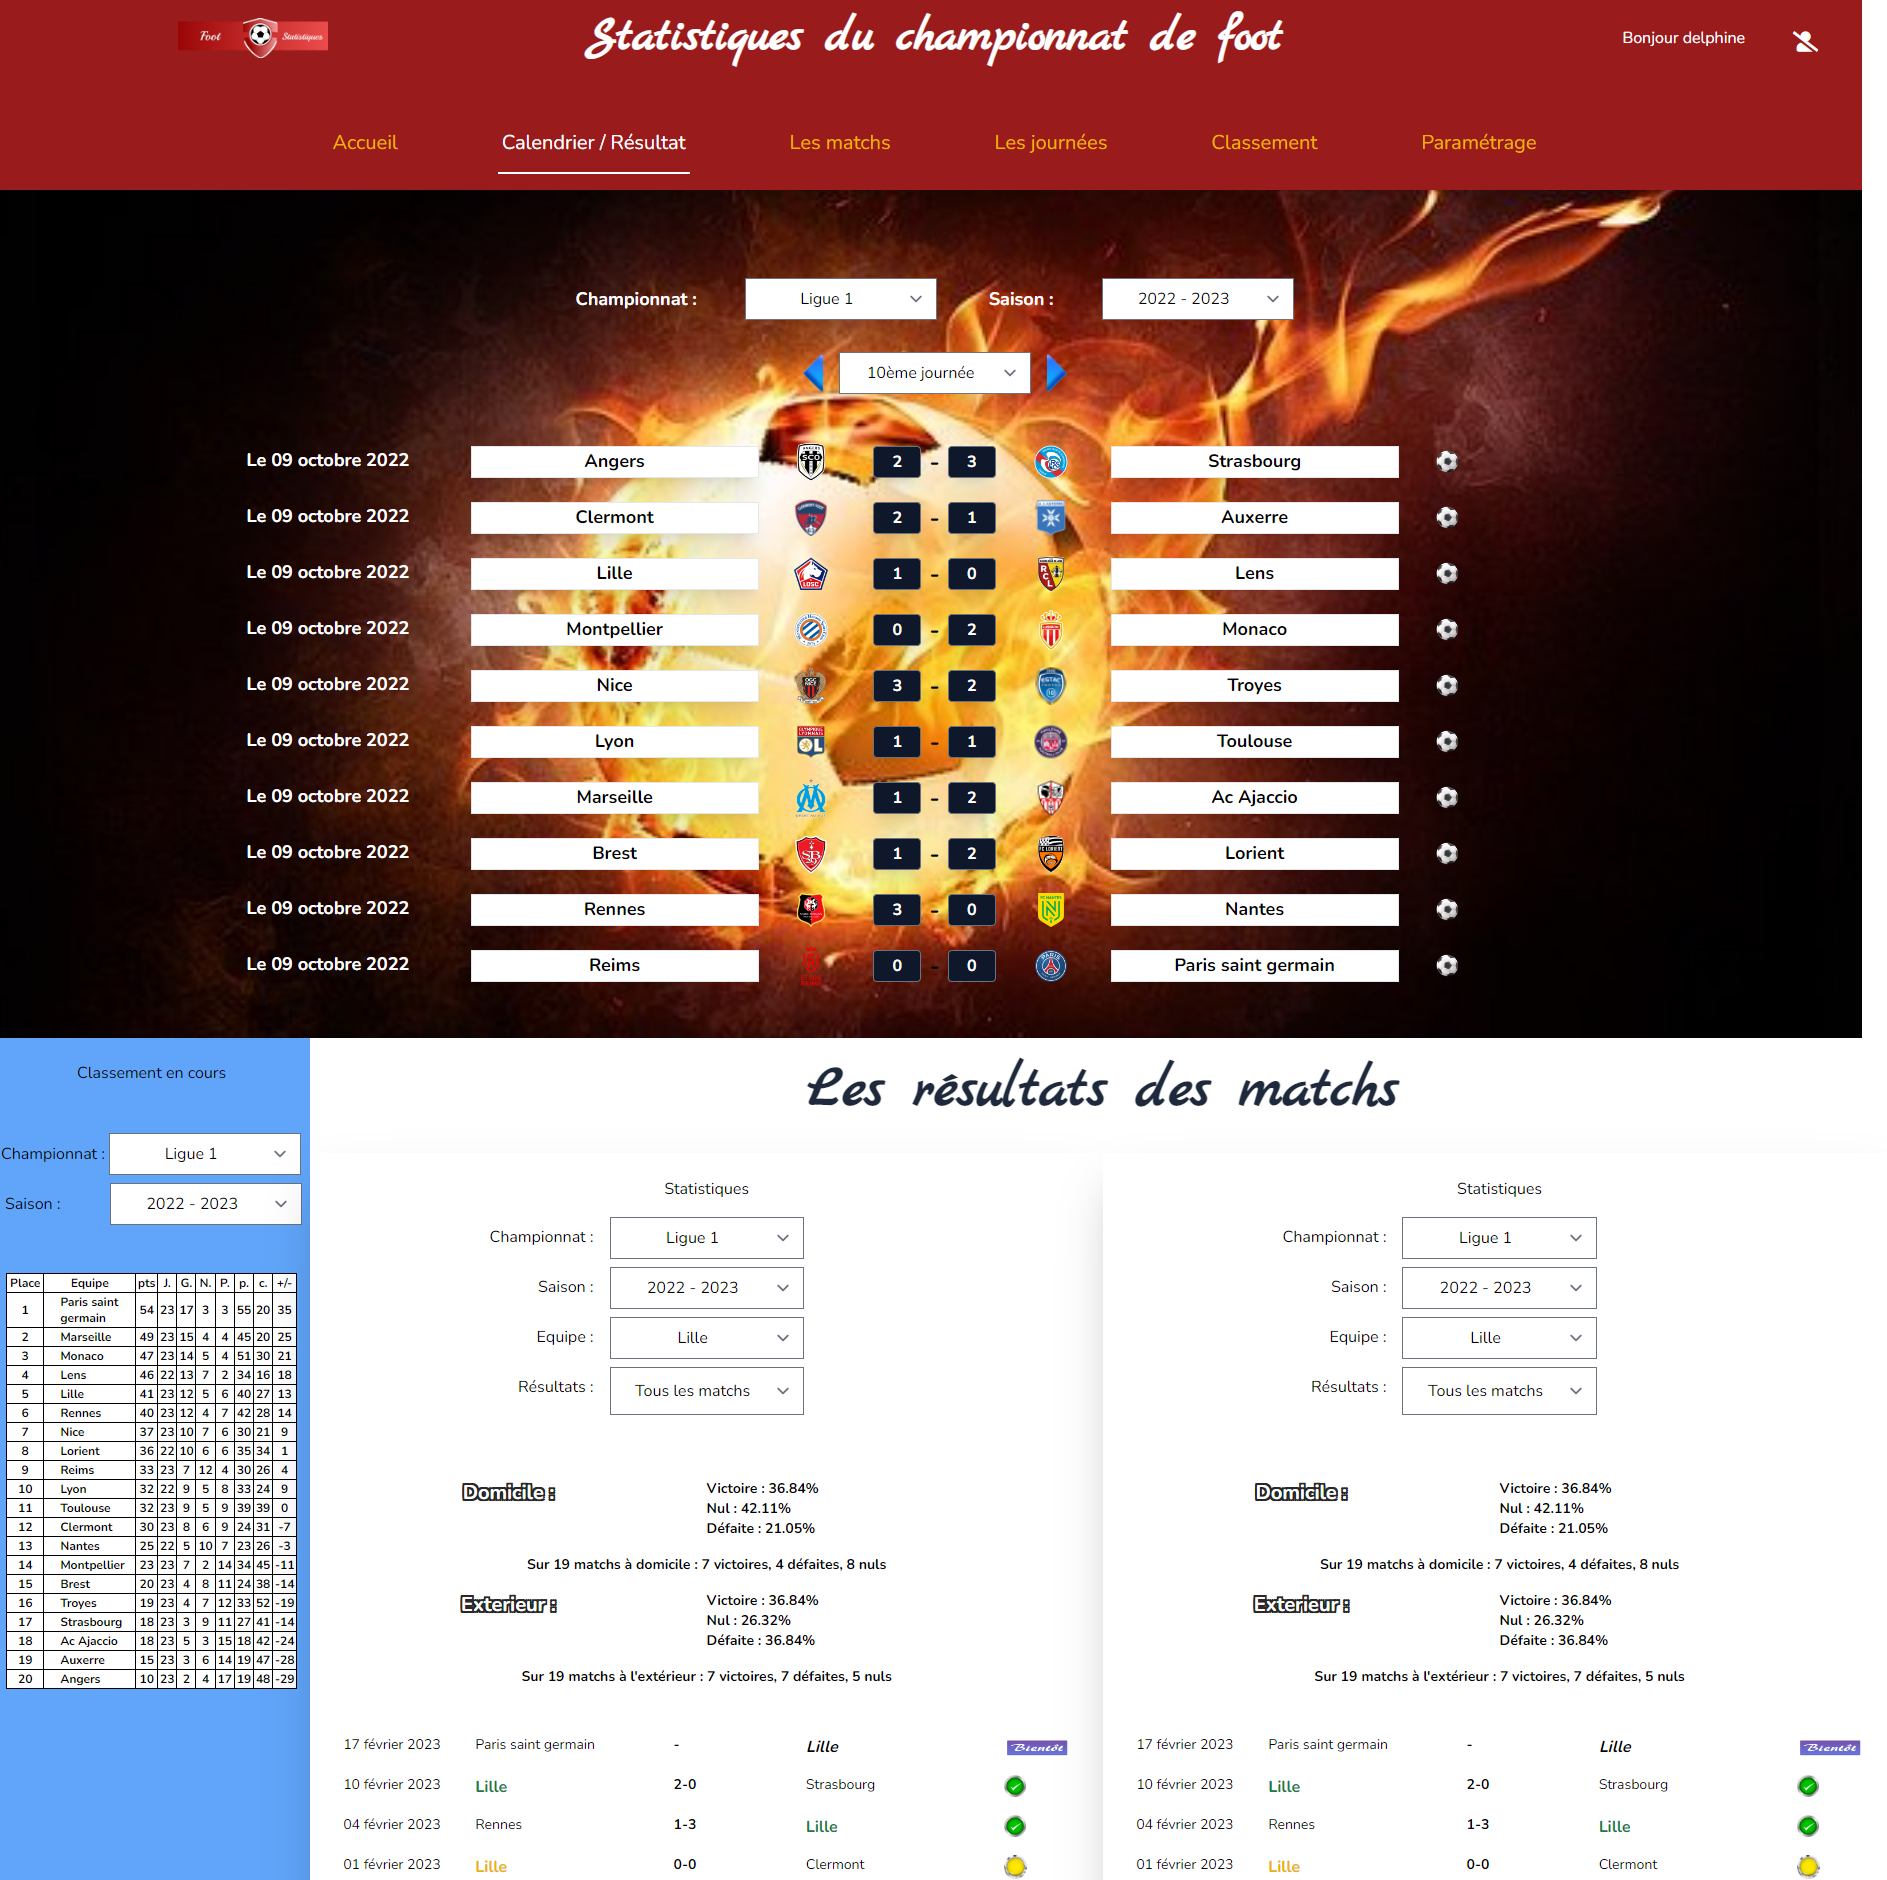 Foot Statistiques
Statistiques du championnat de foot
Bonjour delphine
Accueil Calendrier / Résultat Les matchs Les journées Classement Paramétrage
Championnat : Ligue 1 Saison : 2022 - 2023
10ème journée
Le 09 octobre 2022 Angers 2 - 3 Strasbourg
Le 09 octobre 2022 Clermont 2 - 1 Auxerre
Le 09 octobre 2022 Lille 1 - 0 Lens
Le 09 octobre 2022 Montpellier 0 - 2 Monaco
Le 09 octobre 2022 Nice 3 - 2 Troyes
Le 09 octobre 2022 Lyon 1 - 1 Toulouse
Le 09 octobre 2022 Marseille 1 - 2 Ac Ajaccio
Le 09 octobre 2022 Brest 1 - 2 Lorient
Le 09 octobre 2022 Rennes 3 - 0 Nantes
Le 09 octobre 2022 Reims 0 - 0 Paris saint germain
Classement en cours
Championnat : Ligue 1
Saison : 2022 - 2023
Place Equipe pts J. G. N. P. p. c. +/-
1 Paris saint germain 54 23 17 3 3 55 20 35
2 Marseille 49 23 15 4 4 45 20 25
3 Monaco 47 23 14 5 4 51 30 21
4 Lens 46 22 13 7 2 34 16 18
5 Lille 41 23 12 5 6 40 27 13
6 Rennes 40 23 12 4 7 42 28 14
7 Nice 37 23 10 7 6 30 21 9
8 Lorient 36 22 10 6 6 35 34 1
9 Reims 33 23 7 12 4 30 26 4
10 Lyon 32 22 9 5 8 33 24 9
11 Toulouse 32 23 9 5 9 39 39 0
12 Clermont 30 23 8 6 9 24 31 -7
13 Nantes 25 22 5 10 7 23 26 -3
14 Montpellier 23 23 7 2 14 34 45 -11
15 Brest 20 23 4 8 11 24 38 -14
16 Troyes 19 23 4 7 12 33 52 -19
17 Strasbourg 18 23 3 9 11 27 41 -14
18 Ac Ajaccio 18 23 5 3 15 18 42 -24
19 Auxerre 15 23 3 6 14 19 47 -28
20 Angers 10 23 2 4 17 19 48 -29
Les résultats des matchs
Statistiques
Championnat : Ligue 1
Saison : 2022 - 2023
Equipe : Lille
Résultats : Tous les matchs
Domicile : Victoire : 36.84%
Nul : 42.11%
Défaite : 21.05%
Sur 19 matchs à domicile : 7 victoires, 4 défaites, 8 nuls
Exterieur : Victoire : 36.84%
Nul : 26.32%
Défaite : 36.84%
Sur 19 matchs à l'extérieur : 7 victoires, 7 défaites, 5 nuls
17 février 2023 Paris saint germain - Lille Bientôt
10 février 2023 Lille 2-0 Strasbourg
04 février 2023 Rennes 1-3 Lille
01 février 2023 Lille 0-0 Clermont
Statistiques
Championnat : Ligue 1
Saison : 2022 - 2023
Equipe : Lille
Résultats : Tous les matchs
Domicile : Victoire : 36.84%
Nul : 42.11%
Défaite : 21.05%
Sur 19 matchs à domicile : 7 victoires, 4 défaites, 8 nuls
Exterieur : Victoire : 36.84%
Nul : 26.32%
Défaite : 36.84%
Sur 19 matchs à l'extérieur : 7 victoires, 7 défaites, 5 nuls
17 février 2023 Paris saint germain - Lille Bientôt
10 février 2023 Lille 2-0 Strasbourg
04 février 2023 Rennes 1-3 Lille
01 février 2023 Lille 0-0 Clermont